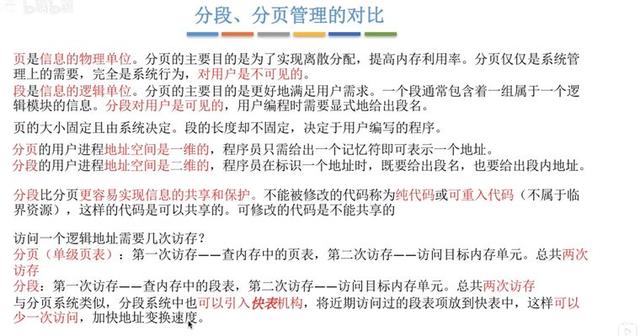 分段、分页管理的对比
页是信息的物理单位。分页的主要目的是为了实现离散分配，提高内存利用率。分页仅仅是系统管
理上的需要，完全是系统行为，对用户是不可见的。
段是信息的逻辑单位。分页的主要目的是更好地满足用户需求。一个段通常包含着一组属于一个逻
辑模块的信息。分段对用户是可见的，用户编程时需要显式地给出段名。
页的大小固定且由系统决定。段的长度却不固定，决定于用户编写的程序。
分页的用户进程地址空间是一维的，程序员只需给出一个记忆符即可表示一个地址。
分段的用户进程地址空间是二维的，程序员在标识一个地址时，既要给出段名，也要给出段内地址。
分段比分页更容易实现信息的共享和保护。不能被修改的代码称为纯代码或可重入代码（不属于临
界资源），这样的代码是可以共享的。可修改的代码是不能共享的
访问一个逻辑地址需要几次访存？
分页（单级页表）：第一次访存——查内存中的页表，第二次访存——访问目标内存单元。总共两次
访存
分段：第一次访存——查内存中的段表，第二次访存——访问目标内存单元。总共两次访存
与分页系统类似，分段系统中也可以引入快表机构，将近期访问过的段表项放到快表中，这样可以
少一次访问，加快地址变换速度。